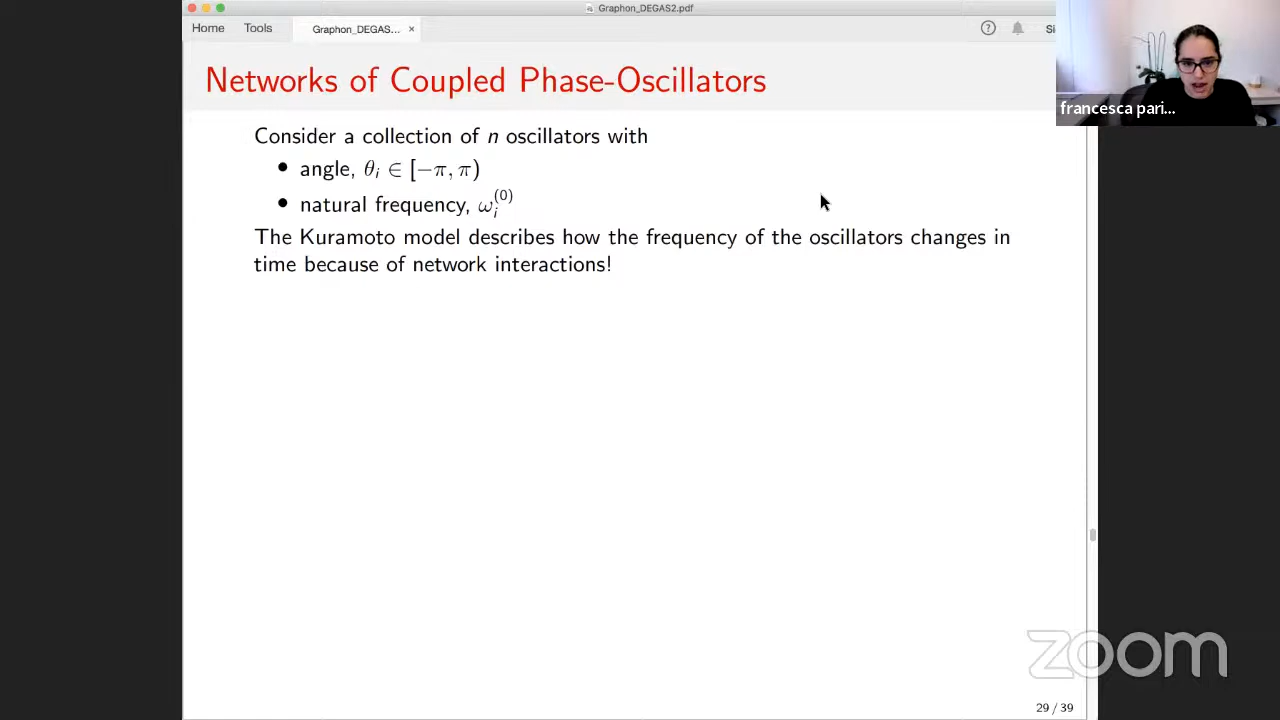 Graphon_DEGAS2.pdf
Home Tools Graphon_DEGAS... × ? Si
francesca pari...
Networks of Coupled Phase-Oscillators
Consider a collection of n oscillators with
• angle, θᵢ ∈ [−π, π)
• natural frequency, ωᵢ⁽⁰⁾
The Kuramoto model describes how the frequency of the oscillators changes in
time because of network interactions!
zoom
29 / 39